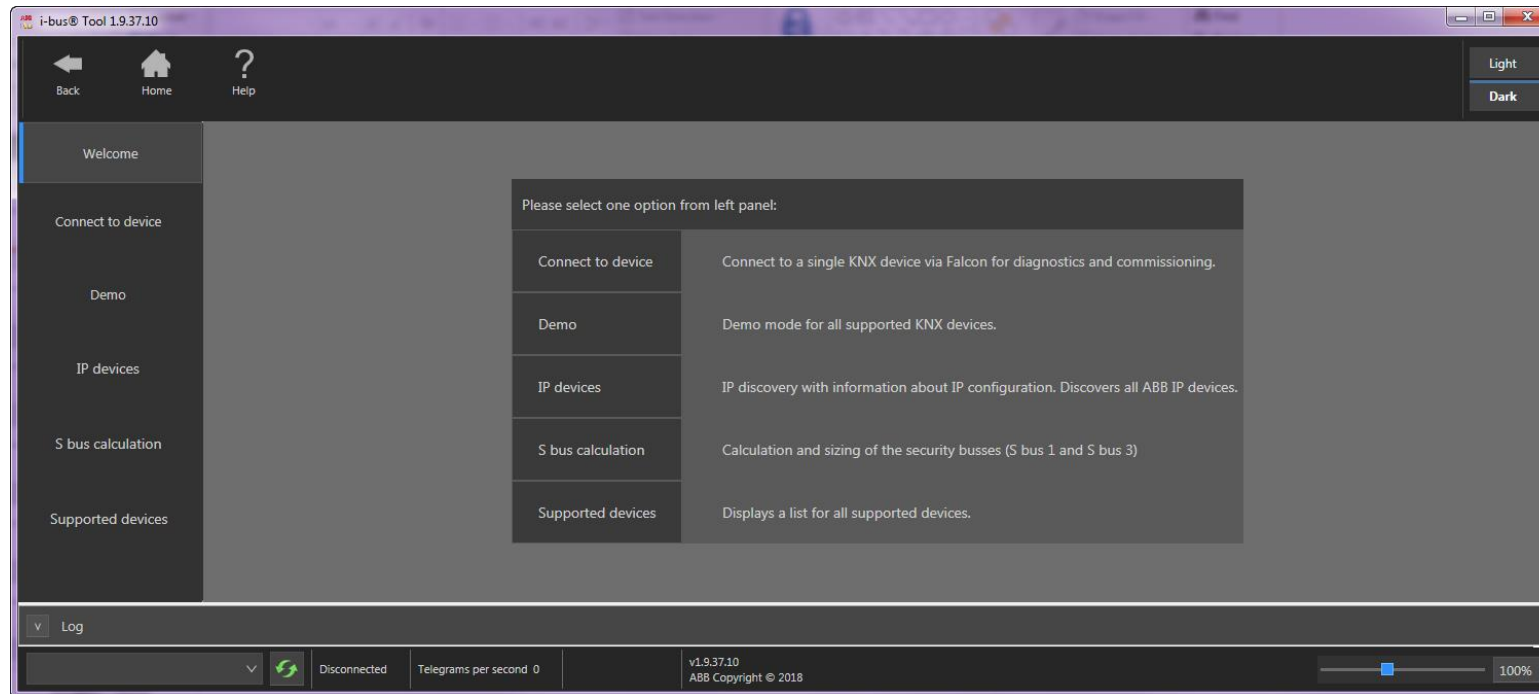 i-bus® Tool 1.9.37.10
Back
Home
Help
Light
Dark
Welcome
Connect to device
Demo
IP devices
S bus calculation
Supported devices
Please select one option from left panel:
Connect to device Connect to a single KNX device via Falcon for diagnostics and commissioning.
Demo Demo mode for all supported KNX devices.
IP devices IP discovery with information about IP configuration. Discovers all ABB IP devices.
S bus calculation Calculation and sizing of the security busses (S bus 1 and S bus 3)
Supported devices Displays a list for all supported devices.
v Log
Disconnected
Telegrams per second 0
v1.9.37.10
ABB Copyright © 2018
100%